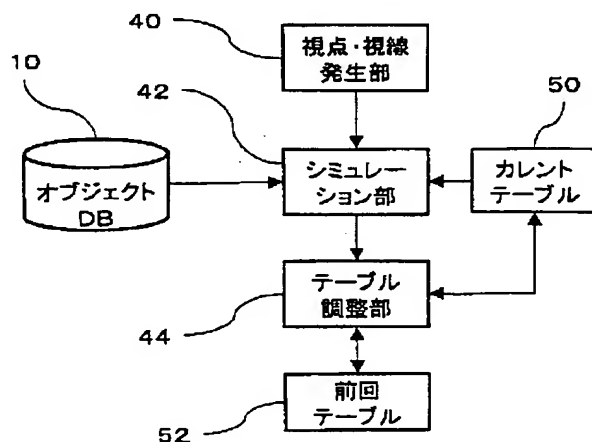 40
視点・視線
発生部
10
42
50
オブジェクト
DB
シミュレー
ション部
カレント
テーブル
テーブル
調整部
44
前回
テーブル
52